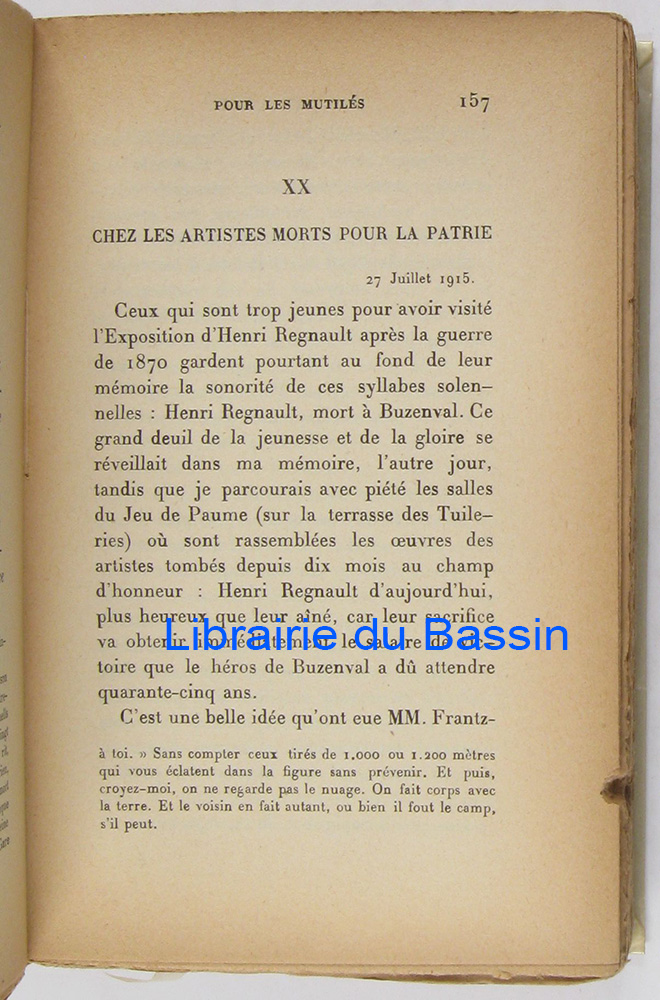 POUR LES MUTILÉS 157
XX
CHEZ LES ARTISTES MORTS POUR LA PATRIE
27 Juillet 1915.
Ceux qui sont trop jeunes pour avoir visité
l'Exposition d'Henri Regnault après la guerre
de 1870 gardent pourtant au fond de leur
mémoire la sonorité de ces syllabes solen-
nelles : Henri Regnault, mort à Buzenval. Ce
grand deuil de la jeunesse et de la gloire se
réveillait dans ma mémoire, l'autre jour,
tandis que je parcourais avec piété les salles
du Jeu de Paume (sur la terrasse des Tuile-
ries) où sont rassemblées les œuvres des
artistes tombés depuis dix mois au champ
d'honneur : Henri Regnault d'aujourd'hui,
plus heureux que leur aîné, car leur sacrifice
va obtenir immédiatement le salaire de vic-
Librairie du Bassin
toire que le héros de Buzenval a dû attendre
quarante-cinq ans.
C'est une belle idée qu'ont eue MM. Frantz-
à toi. » Sans compter ceux tirés de 1.000 ou 1.200 mètres
qui vous éclatent dans la figure sans prévenir. Et puis,
croyez-moi, on ne regarde pas le nuage. On fait corps avec
la terre. Et le voisin en fait autant, ou bien il fout le camp,
s'il peut.